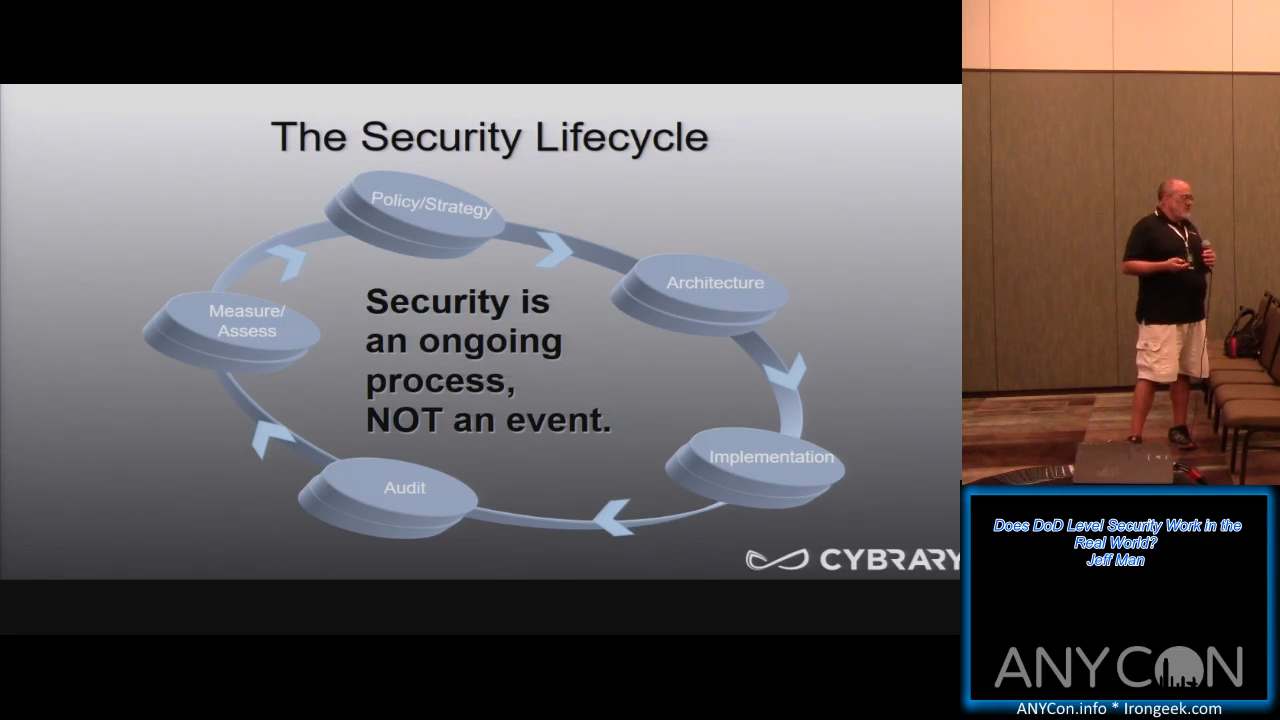 The Security Lifecycle
Policy/Strategy
Architecture
Measure/
Assess
Security is
an ongoing
process,
NOT an event.
Implementation
Audit
CYBRARY
Does DoD Level Security Work in the
Real World?
Jeff Man
ANYCON
ANYCon.info * Irongeek.com